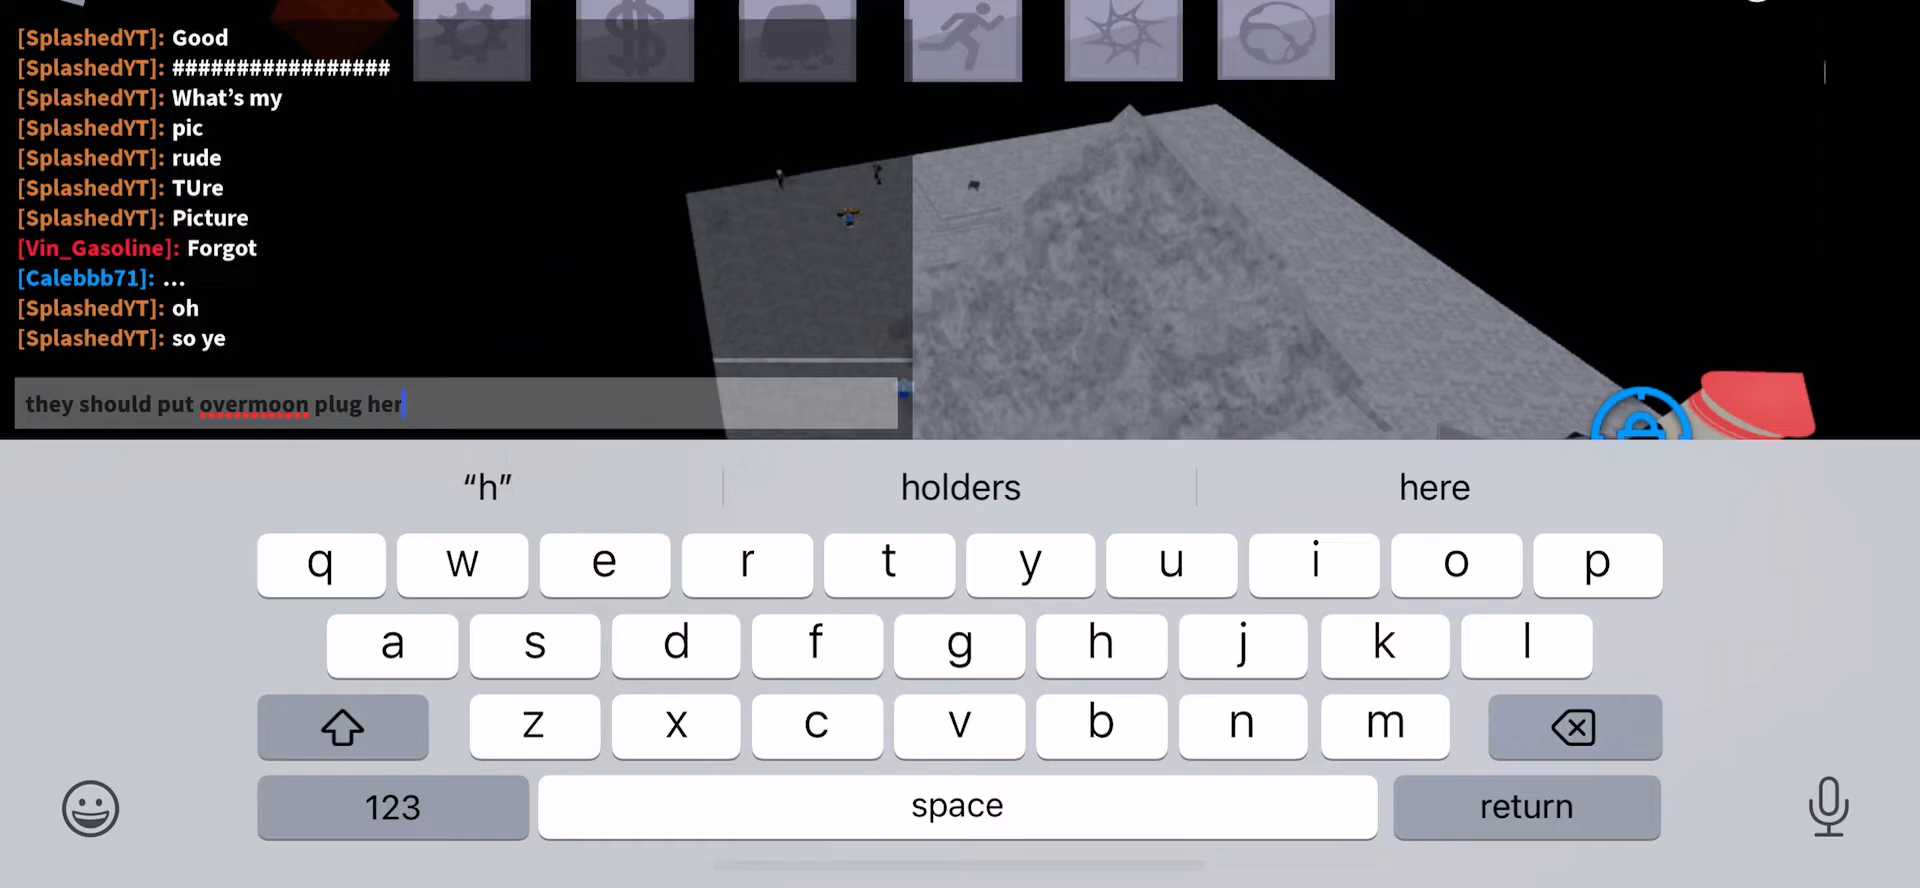 [SplashedYT]: Good
[SplashedYT]: #################
[SplashedYT]: What’s my
[SplashedYT]: pic
[SplashedYT]: rude
[SplashedYT]: TUre
[SplashedYT]: Picture
[Vin_Gasoline]: Forgot
[Calebbb71]: ...
[SplashedYT]: oh
[SplashedYT]: so ye
they should put overmoon plug her
“h” holders here
q w e r t y u i o p
a s d f g h j k l
z x c v b n m
123 space return